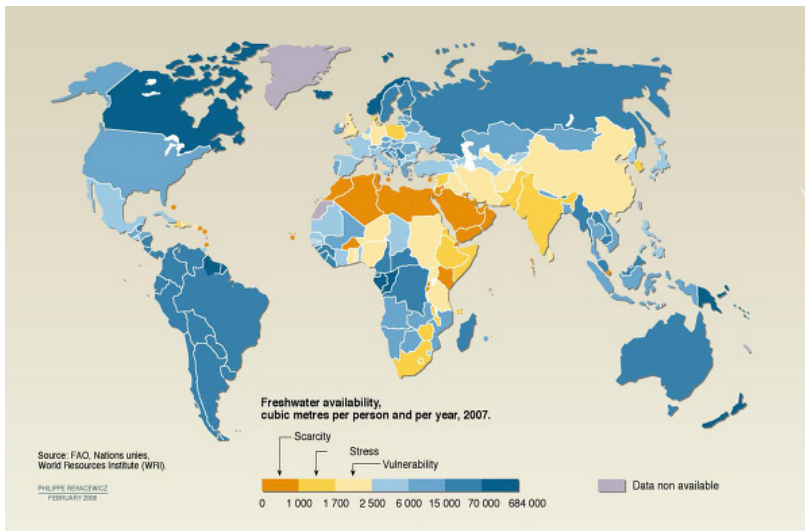 Freshwater availability,
cubic metres per person and per year, 2007.
Scarcity
Stress
Vulnerability
0 1 000 1 700 2 500 6 000 15 000 70 000 684 000
Data non available
Source: FAO, Nations unies,
World Resources Institute (WRI).
PHILIPPE REKACEWICZ
FEBRUARY 2008